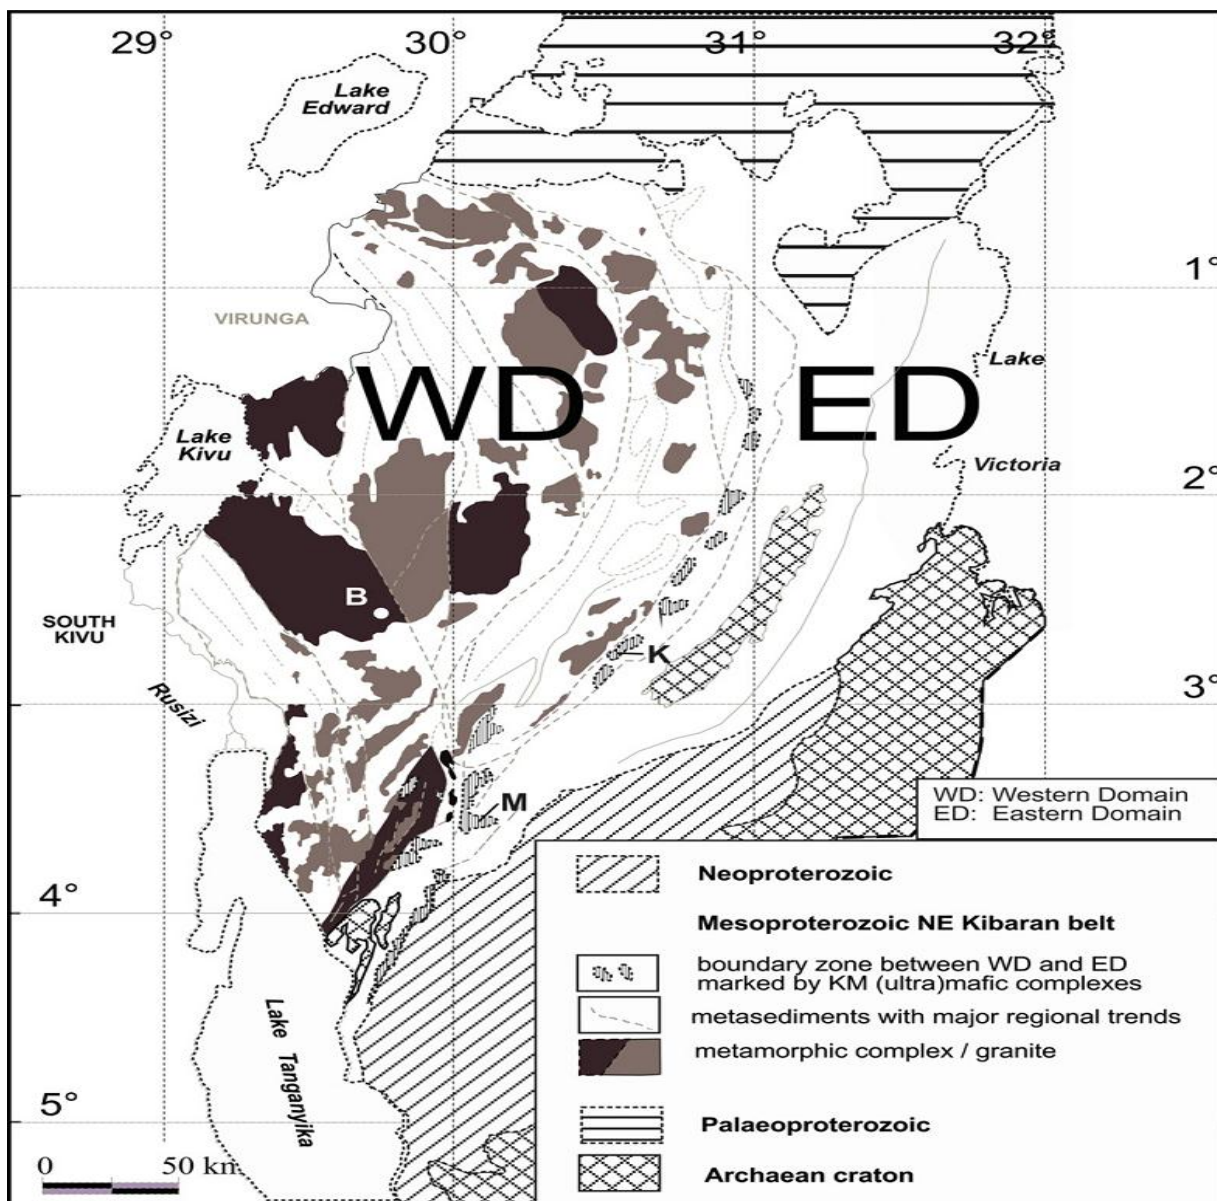 29° 30° 31° 32°
Lake
Edward
1°
VIRUNGA
Lake
WD ED
Lake
Kivu
Victoria
2°
B
SOUTH
KIVU
K
Rusizi
3°
WD: Western Domain
ED: Eastern Domain
M
Neoproterozoic
4°
Mesoproterozoic NE Kibaran belt
boundary zone between WD and ED
marked by KM (ultra)mafic complexes
Lake Tanganyika
metasediments with major regional trends
metamorphic complex / granite
5°
Palaeoproterozoic
0 50 km
Archaean craton